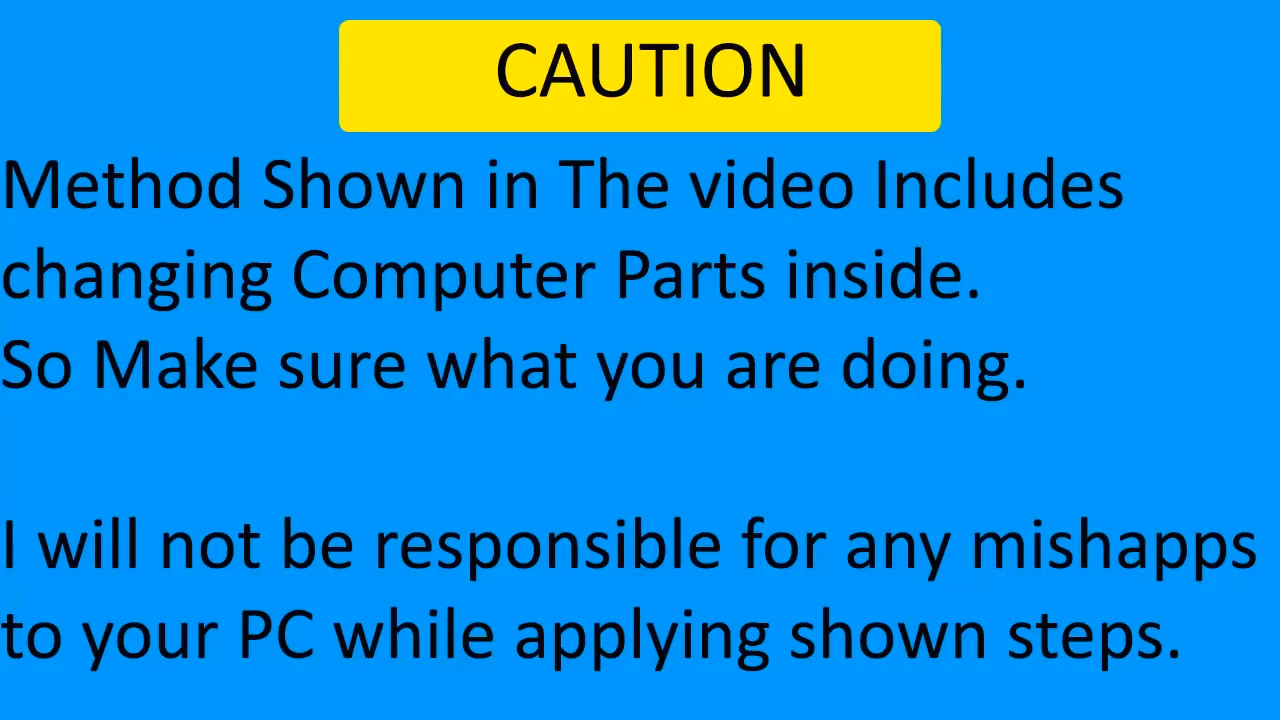 CAUTION
Method Shown in The video Includes
changing Computer Parts inside.
So Make sure what you are doing.
I will not be responsible for any mishapps
to your PC while applying shown steps.